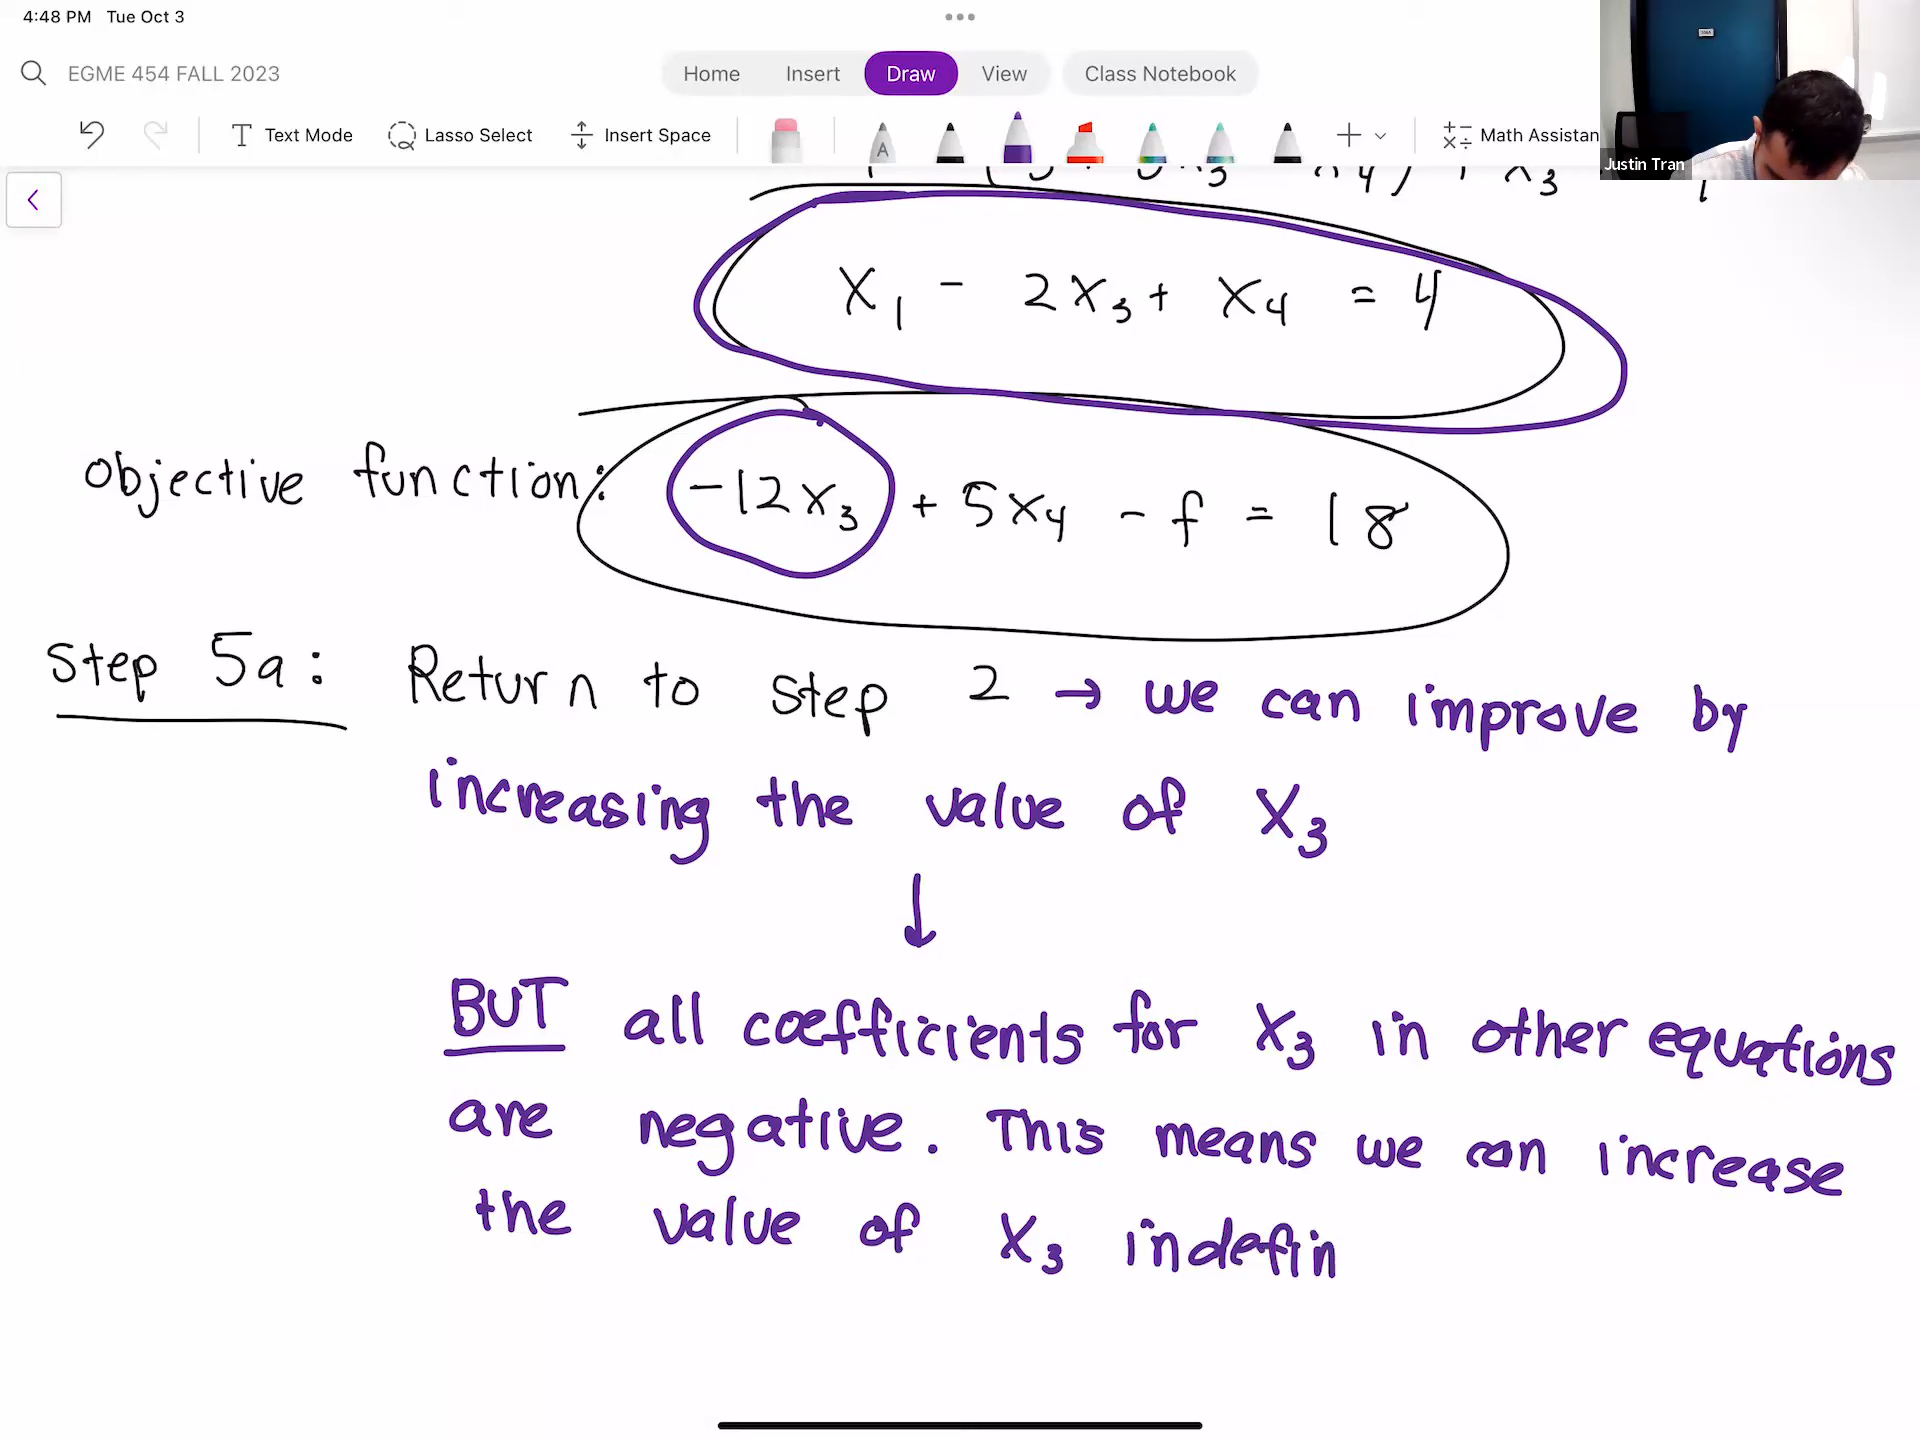 4:48 PM Tue Oct 3
EGME 454 FALL 2023
Home Insert Draw View Class Notebook
Text Mode Lasso Select Insert Space Math Assistan
Justin Tran
x₁ - 2x₃ + x₄ = 4
Objective function: -12x₃ + 5x₄ - f = 18
Step 5a: Return to step 2 → we can improve by
increasing the value of x₃
↓
BUT all coefficients for x₃ in other equations
are negative. This means we can increase
the value of x₃ indefin